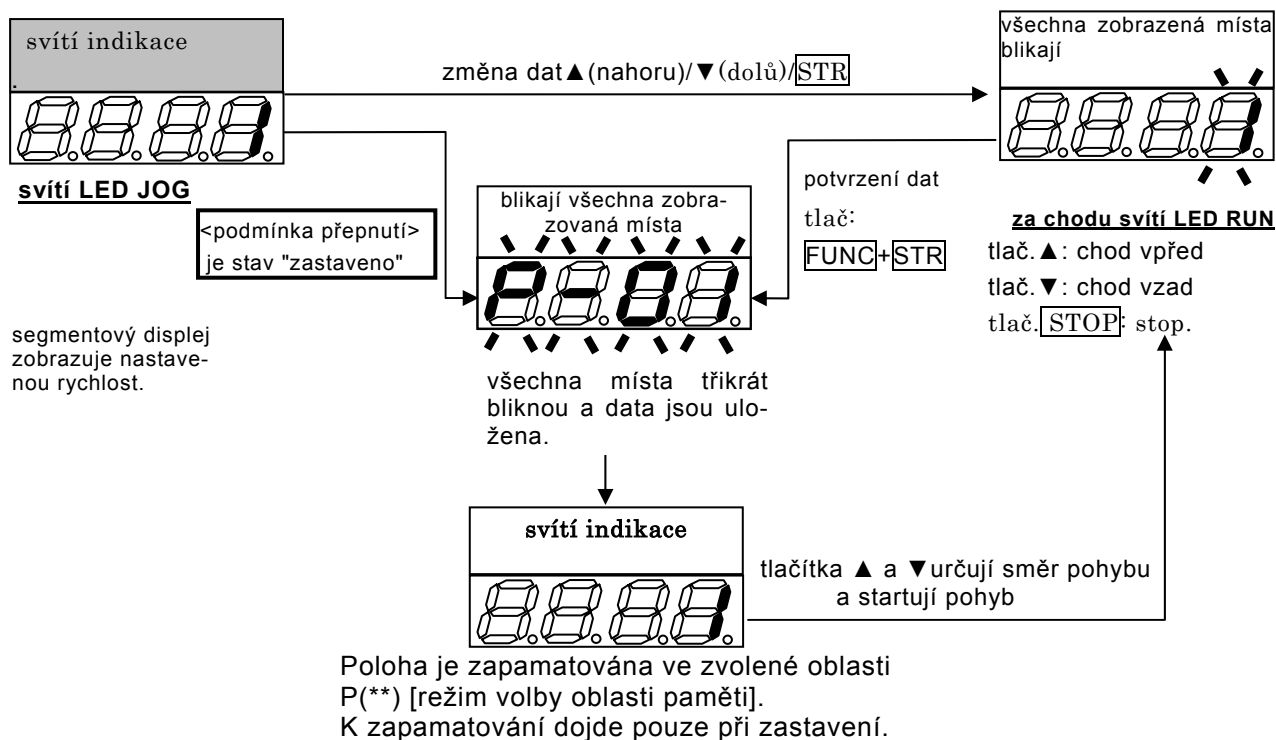 svítí indikace
.
1
svítí LED JOG
změna dat▲(nahoru)/▼(dolů)/STR
všechna zobrazená místa
blikají
1
<podmínka přepnutí>
je stav "zastaveno"
blikají všechna zobra-
zovaná místa
P-01
potvrzení dat
tlač:
FUNC+STR
za chodu svítí LED RUN
tlač.▲: chod vpřed
tlač.▼: chod vzad
tlač. STOP: stop.
segmentový displej
zobrazuje nastave-
nou rychlost.
všechna místa třikrát
bliknou a data jsou ulo-
žena.
svítí indikace
1
tlačítka ▲ a ▼určují směr pohybu
a startují pohyb
Poloha je zapamatována ve zvolené oblasti
P(**) [režim volby oblasti paměti].
K zapamatování dojde pouze při zastavení.